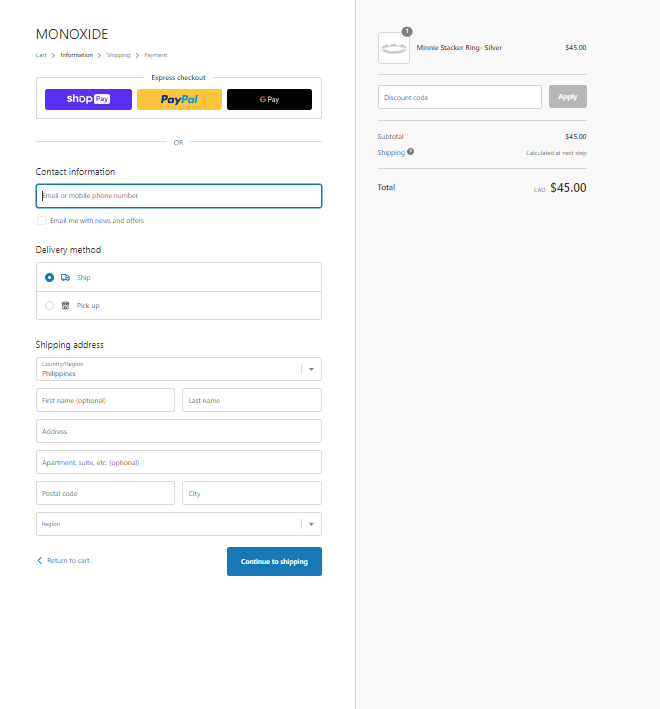 MONOXIDE
Cart > Information > Shipping > Payment
Express checkout
shop Pay
PayPal
G Pay
OR
Contact information
Email or mobile phone number
Email me with news and offers
Delivery method
Ship
Pick up
Shipping address
Country/Region
Philippines
First name (optional) Last name
Address
Apartment, suite, etc. (optional)
Postal code City
Region
Return to cart Continue to shipping
1
Minnie Stacker Ring- Silver $45.00
Discount code Apply
Subtotal $45.00
Shipping ? Calculated at next step
Total CAD $45.00